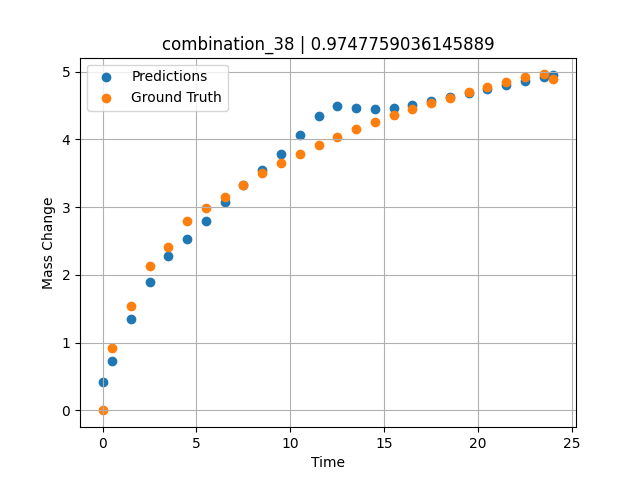 combination_38 | 0.9747759036145889
Predictions
Ground Truth
Mass Change
5
4
3
2
1
0
0 5 10 15 20 25
Time